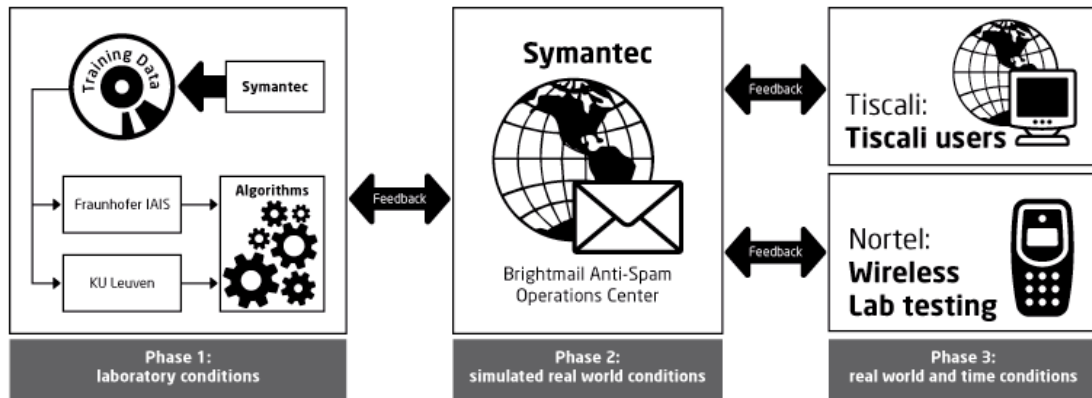 Training Data
Symantec
Fraunhofer IAIS
KU Leuven
Algorithms
Phase 1:
laboratory conditions
Feedback
Symantec
Brightmail Anti-Spam
Operations Center
Phase 2:
simulated real world conditions
Feedback
Feedback
Tiscali:
Tiscali users
Nortel:
Wireless
Lab testing
Phase 3:
real world and time conditions